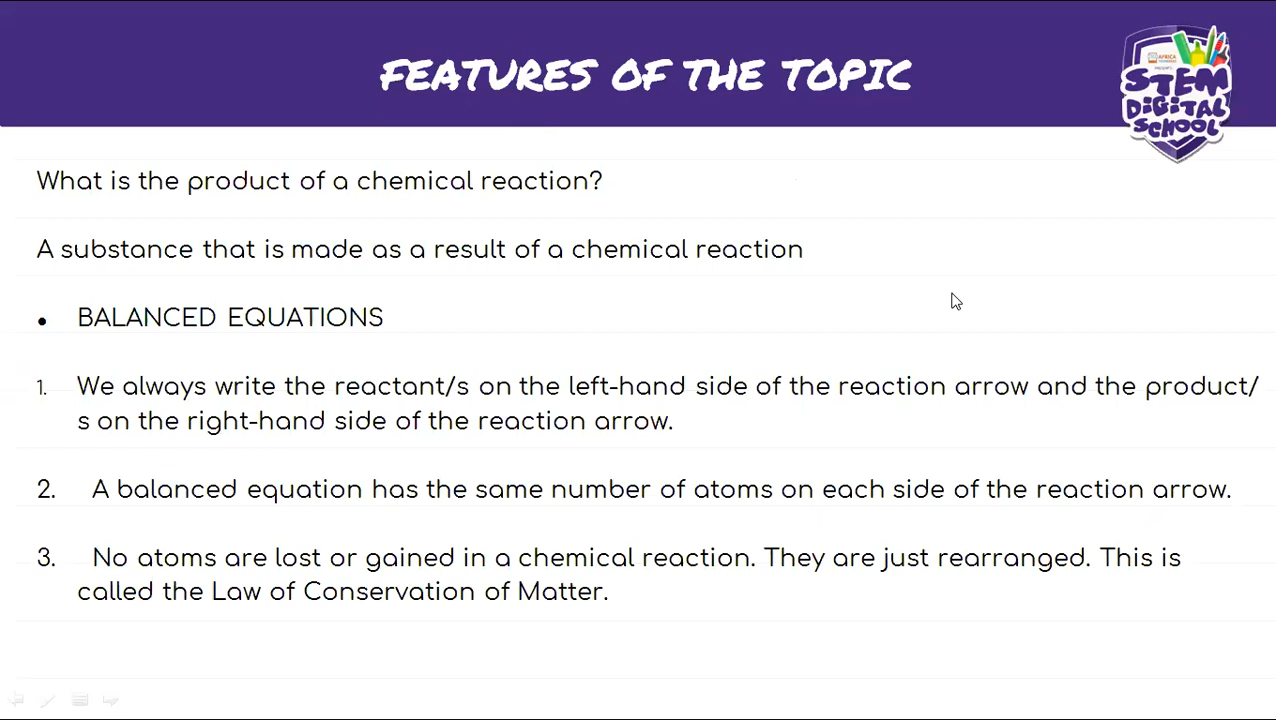 FEATURES OF THE TOPIC
AFRICA
STEM
DIGITAL
SCHOOL
What is the product of a chemical reaction?
A substance that is made as a result of a chemical reaction
• BALANCED EQUATIONS
1. We always write the reactant/s on the left-hand side of the reaction arrow and the product/
s on the right-hand side of the reaction arrow.
2. A balanced equation has the same number of atoms on each side of the reaction arrow.
3. No atoms are lost or gained in a chemical reaction. They are just rearranged. This is
called the Law of Conservation of Matter.